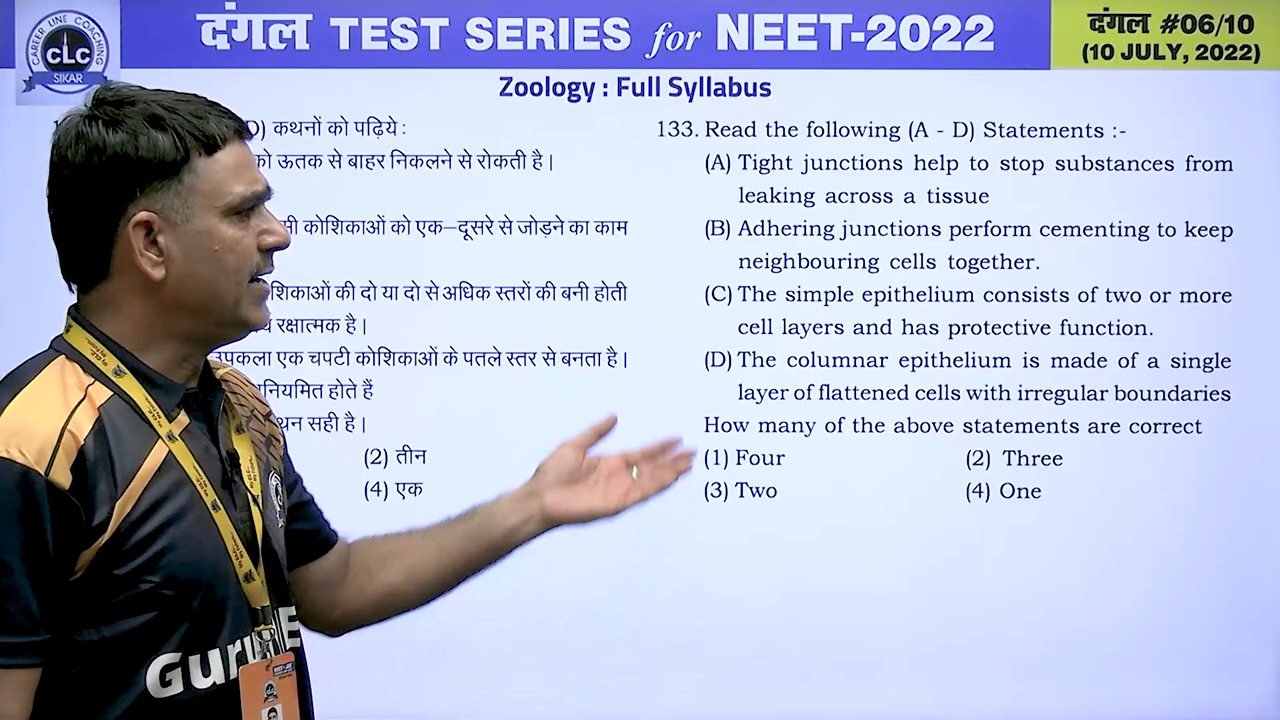 दंगल TEST SERIES for NEET-2022
दंगल #06/10
(10 JULY, 2022)
CAREER LINE COACHING
CLC
SIKAR
Zoology : Full Syllabus
D) कथनों को पढ़िये :
को ऊतक से बाहर निकलने से रोकती है।
कोशिकाओं को एक–दूसरे से जोड़ने का काम
शिकाओं की दो या दो से अधिक स्तरों की बनी होती
रक्षात्मक है।
उपकला एक चपटी कोशिकाओं के पतले स्तर से बनता है।
नियमित होते हैं
थन सही है।
(2) तीन
(4) एक
133. Read the following (A - D) Statements :-
(A) Tight junctions help to stop substances from
leaking across a tissue
(B) Adhering junctions perform cementing to keep
neighbouring cells together.
(C) The simple epithelium consists of two or more
cell layers and has protective function.
(D) The columnar epithelium is made of a single
layer of flattened cells with irregular boundaries
How many of the above statements are correct
(1) Four (2) Three
(3) Two (4) One
Guru
CLC